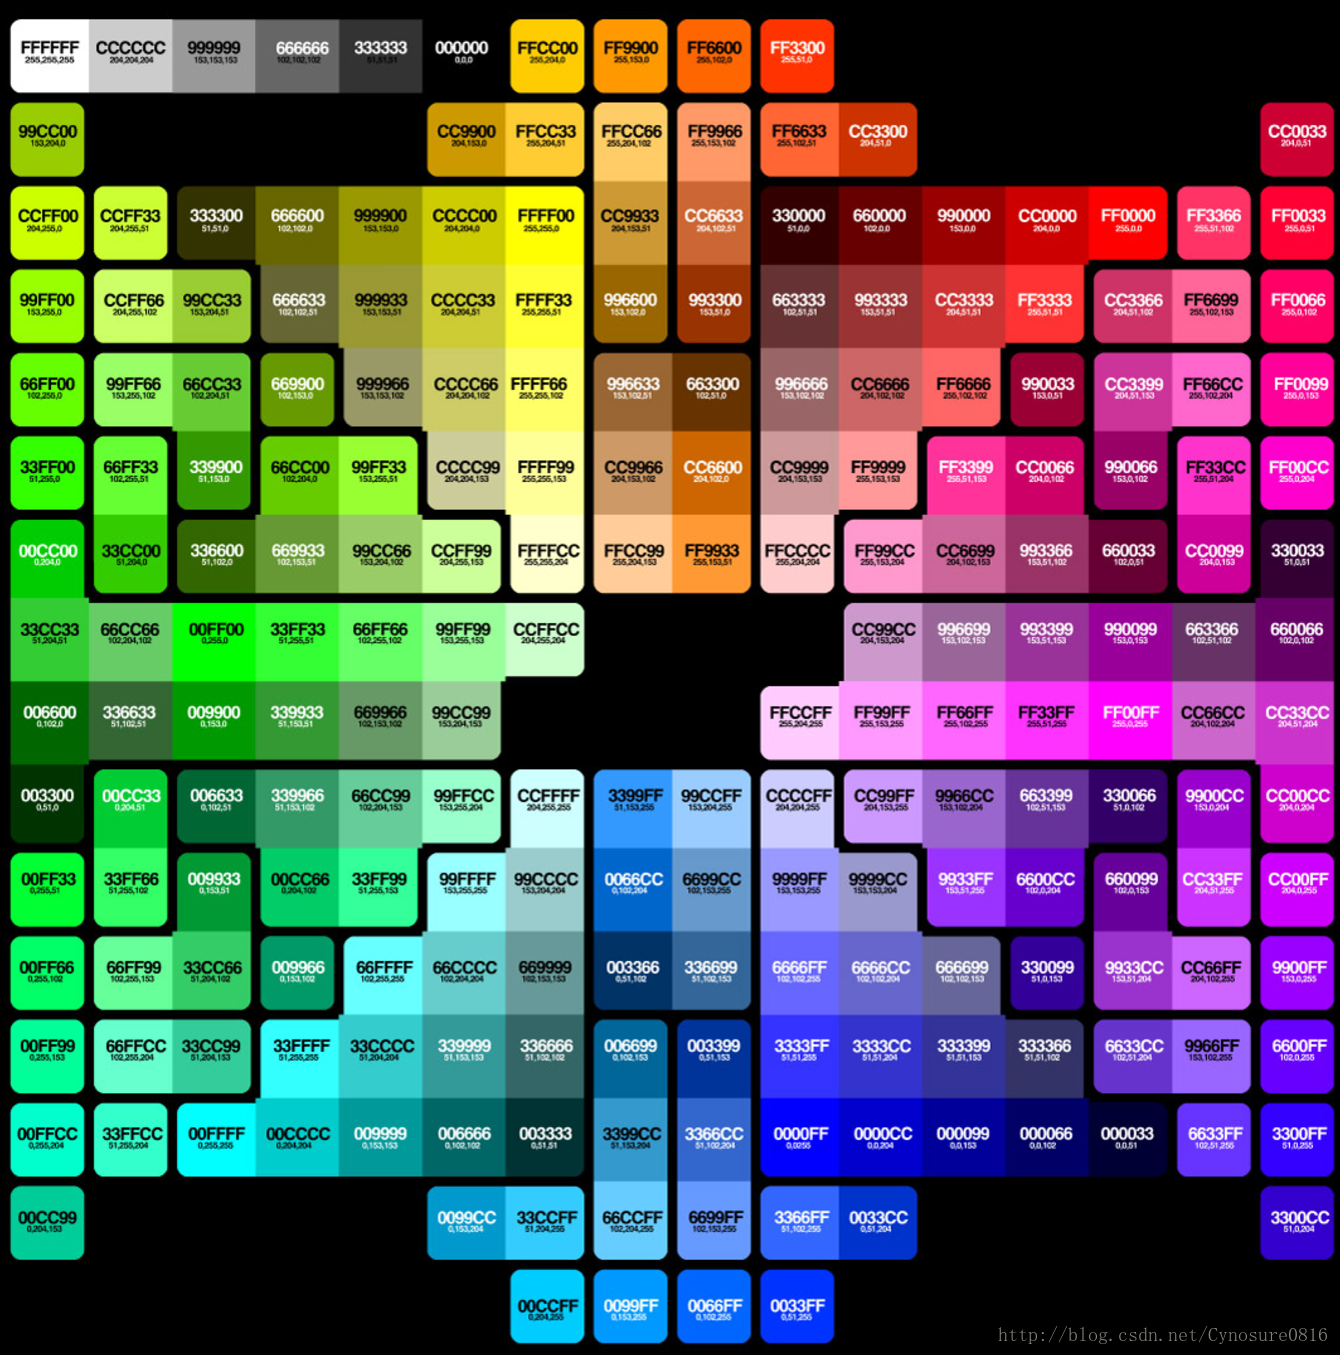 FFFFFF CCCCCC 999999 666666 333333 000000 FFCC00 FF9900 FF6600 FF3300
255,255,255 204,204,204 153,153,153 102,102,102 51,51,51 0,0,0 255,204,0 255,153,0 255,102,0 255,51,0
99CC00 CC9900 FFCC33 FFCC66 FF9966 FF6633 CC3300 CC0033
153,204,0 204,153,0 255,204,51 255,204,102 255,153,102 255,102,51 204,51,0 204,0,51
CCFF00 CCFF33 333300 666600 999900 CCCC00 FFFF00 CC9933 CC6633 330000 660000 990000 CC0000 FF0000 FF3366 FF0033
204,255,0 204,255,51 51,51,0 102,102,0 153,153,0 204,204,0 255,255,0 204,153,51 204,102,51 51,0,0 102,0,0 153,0,0 204,0,0 255,0,0 255,51,102 255,0,51
99FF00 CCFF66 99CC33 666633 999933 CCCC33 FFFF33 996600 993300 663333 993333 CC3333 FF3333 CC3366 FF6699 FF0066
153,255,0 204,255,102 153,204,51 102,102,51 153,153,51 204,204,51 255,255,51 153,102,0 153,51,0 102,51,51 153,51,51 204,51,51 255,51,51 204,51,102 255,102,153 255,0,102
66FF00 99FF66 66CC33 669900 999966 CCCC66 FFFF66 996633 663300 996666 CC6666 FF6666 990033 CC3399 FF66CC FF0099
102,255,0 153,255,102 102,204,51 102,153,0 153,153,102 204,204,102 255,255,102 153,102,51 102,51,0 153,102,102 204,102,102 255,102,102 153,0,51 204,51,153 255,102,204 255,0,153
33FF00 66FF33 339900 66CC00 99FF33 CCCC99 FFFF99 CC9966 CC6600 CC9999 FF9999 FF3399 CC0066 990066 FF33CC FF00CC
51,255,0 102,255,51 51,153,0 102,204,0 153,255,51 204,204,153 255,255,153 204,153,102 204,102,0 204,153,153 255,153,153 255,51,153 204,0,102 153,0,102 255,51,204 255,0,204
00CC00 33CC00 336600 669933 99CC66 CCFF99 FFFFCC FFCC99 FF9933 FFCCCC FF99CC CC6699 993366 660033 CC0099 330033
0,204,0 51,204,0 51,102,0 102,153,51 153,204,102 204,255,153 255,255,204 255,204,153 255,153,51 255,204,204 255,153,204 204,102,153 153,51,102 102,0,51 204,0,153 51,0,51
33CC33 66CC66 00FF00 33FF33 66FF66 99FF99 CCFFCC CC99CC 996699 993399 990099 663366 660066
51,204,51 102,204,102 0,255,0 51,255,51 102,255,102 153,255,153 204,255,204 204,153,204 153,102,153 153,51,153 153,0,153 102,51,102 102,0,102
006600 336633 009900 339933 669966 99CC99 FFCCFF FF99FF FF66FF FF33FF FF00FF CC66CC CC33CC
0,102,0 51,102,51 0,153,0 51,153,51 102,153,102 153,204,153 255,204,255 255,153,255 255,102,255 255,51,255 255,0,255 204,102,204 204,51,204
003300 00CC33 006633 339966 66CC99 99FFCC CCFFFF 3399FF 99CCFF CCCCFF CC99FF 9966CC 663399 330066 9900CC CC00CC
0,51,0 0,204,51 0,102,51 51,153,102 102,204,153 153,255,204 204,255,255 51,153,255 153,204,255 204,204,255 204,153,255 153,102,204 102,51,153 51,0,102 153,0,204 204,0,204
00FF33 33FF66 009933 00CC66 33FF99 99FFFF 99CCCC 0066CC 6699CC 9999FF 9999CC 9933FF 6600CC 660099 CC33FF CC00FF
0,255,51 51,255,102 0,153,51 0,204,102 51,255,153 153,255,255 153,204,204 0,102,204 102,153,255 153,153,255 153,153,204 153,51,255 102,0,204 102,0,153 204,51,255 204,0,255
00FF66 66FF99 33CC66 009966 66FFFF 66CCCC 669999 003366 336699 6666FF 6666CC 666699 330099 9933CC CC66FF 9900FF
0,255,102 102,255,153 51,204,102 0,153,102 102,255,255 102,204,204 102,153,153 0,51,102 51,102,153 102,102,255 102,102,204 102,102,153 51,0,153 153,51,204 204,102,255 153,0,255
00FF99 66FFCC 33CC99 33FFFF 33CCCC 339999 336666 006699 003399 3333FF 3333CC 333399 333366 6633CC 9966FF 6600FF
0,255,153 102,255,204 51,204,153 51,255,255 51,204,204 51,153,153 51,102,102 0,102,153 0,51,153 51,51,255 51,51,204 51,51,153 51,51,102 102,51,204 153,102,255 102,0,255
00FFCC 33FFCC 00FFFF 00CCCC 009999 006666 003333 3399CC 3366CC 0000FF 0000CC 000099 000066 000033 6633FF 3300FF
0,255,204 51,255,204 0,255,255 0,204,204 0,153,153 0,102,102 0,51,51 51,153,204 51,102,204 0,0255 0,0,204 0,0,153 0,0,102 0,0,51 102,51,255 51,0,255
00CC99 0099CC 33CCFF 66CCFF 6699FF 3366FF 0033CC 3300CC
0,204,153 0,153,204 51,204,255 102,204,255 102,153,255 51,102,255 0,51,204 51,0,204
00CCFF 0099FF 0066FF 0033FF
0,204,255 0,153,255 0,102,255 0,51,255
http://blog.csdn.net/Cynosure0816